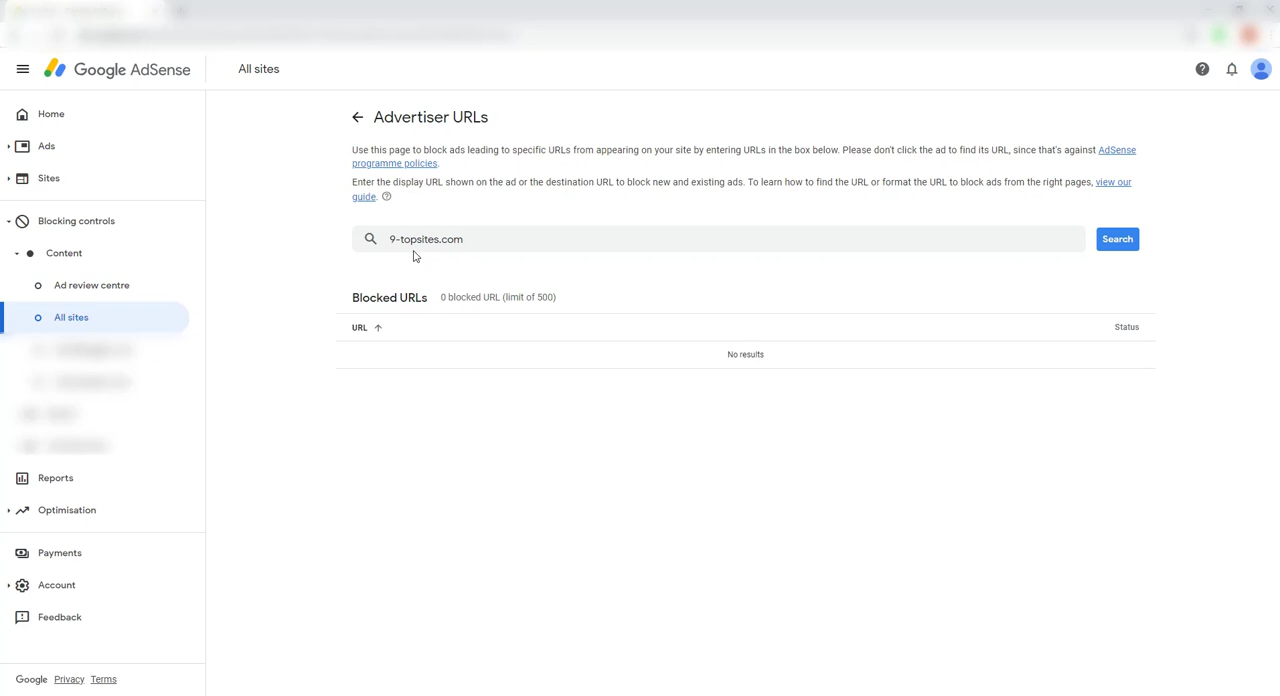 Google AdSense
All sites
Home
Ads
Sites
Blocking controls
Content
Ad review centre
All sites
Reports
Optimisation
Payments
Account
Feedback
Google Privacy Terms
Advertiser URLs
Use this page to block ads leading to specific URLs from appearing on your site by entering URLs in the box below. Please don't click the ad to find its URL, since that's against AdSense
programme policies.
Enter the display URL shown on the ad or the destination URL to block new and existing ads. To learn how to find the URL or format the URL to block ads from the right pages, view our
guide.
9-topsites.com
Search
Blocked URLs 0 blocked URL (limit of 500)
URL Status
No results